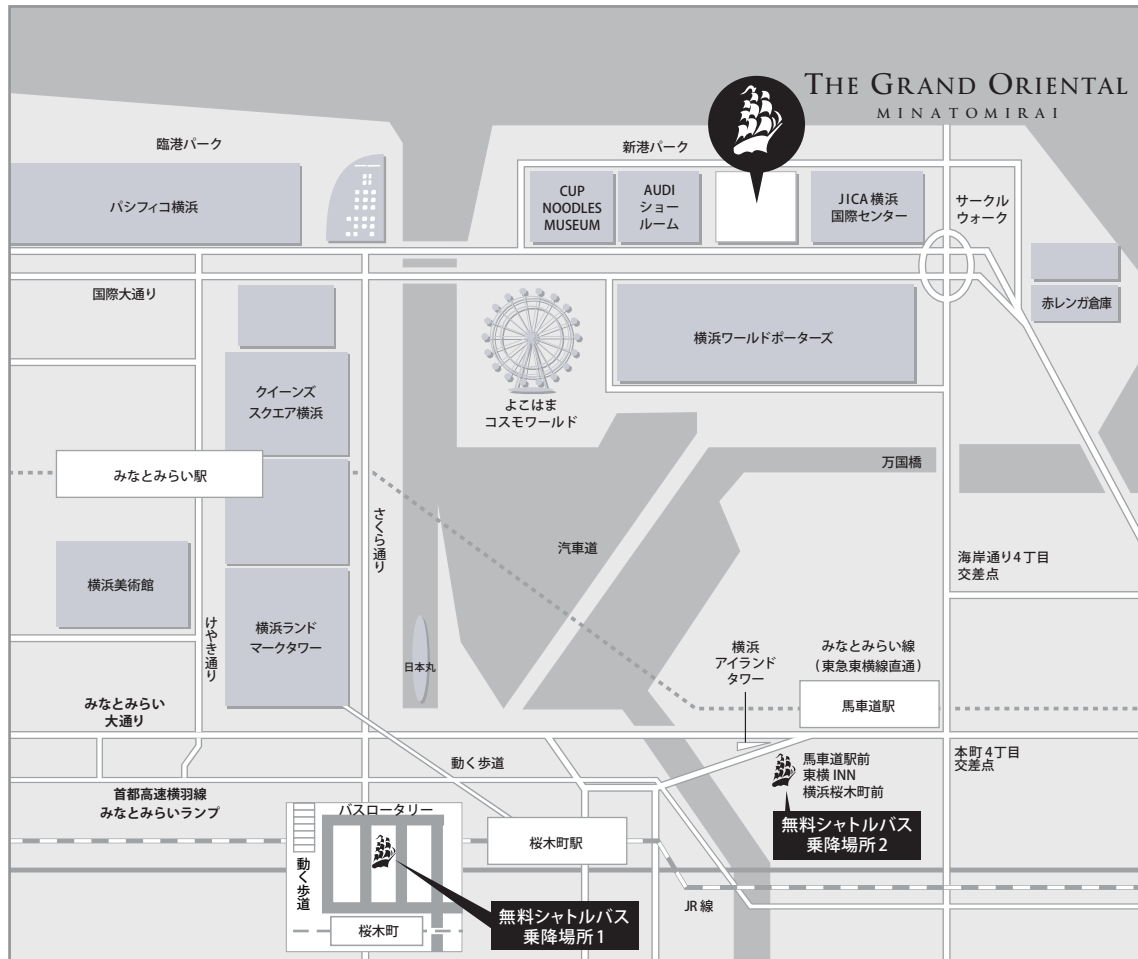 THE GRAND ORIENTAL
MINATOMIRAI
臨港パーク
新港パーク
パシフィコ横浜
CUP
NOODLES
MUSEUM
AUDI
ショー
ルーム
JICA横浜
国際センター
サークル
ウォーク
国際大通り
赤レンガ倉庫
横浜ワールドポーターズ
クイーンズ
スクエア横浜
よこはま
コスモワールド
みなとみらい駅
万国橋
さくら通り
汽車道
海岸通り4丁目
交差点
横浜美術館
けやき通り
横浜ランド
マークタワー
日本丸
横浜
アイランド
タワー
みなとみらい線
(東急東横線直通)
馬車道駅
みなとみらい
大通り
動く歩道
本町4丁目
交差点
馬車道駅前
東横INN
横浜桜木町前
首都高速横羽線
みなとみらいランプ
バスロータリー
無料シャトルバス
乗降場所2
桜木町駅
動く歩道
JR線
無料シャトルバス
乗降場所1
桜木町